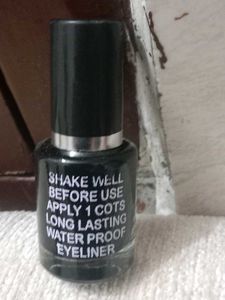 SHAKE WELL
BEFORE USE
APPLY 1 COTS
LONG LASTING
WATER PROOF
EYELINER